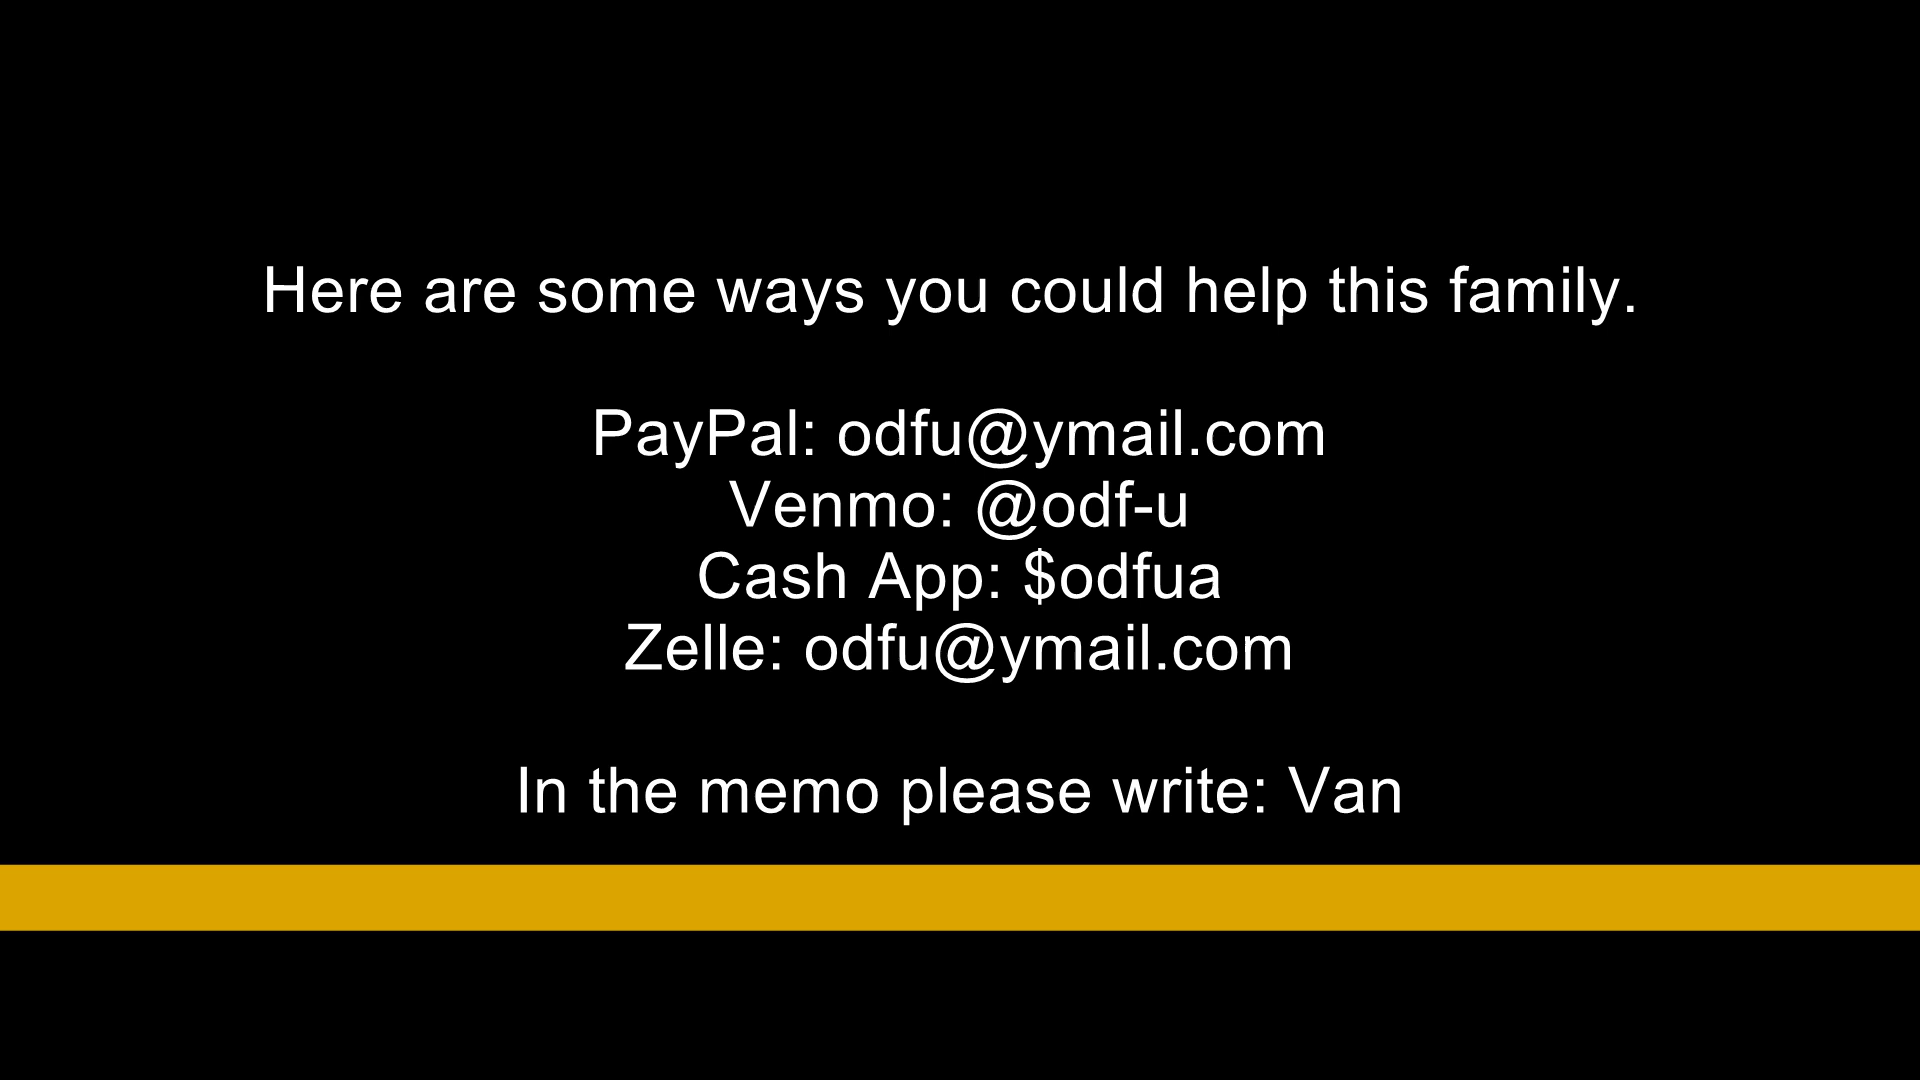 Here are some ways you could help this family.
PayPal: odfu@ymail.com
Venmo: @odf-u
Cash App: $odfua
Zelle: odfu@ymail.com
In the memo please write: Van